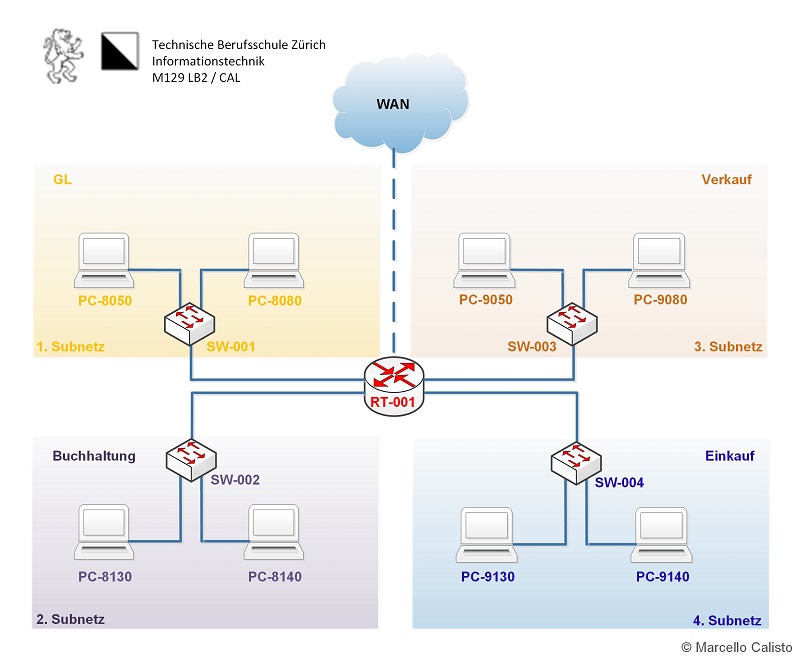 Technische Berufsschule Zürich
Informationstechnik
M129 LB2 / CAL
WAN
GL
Verkauf
PC-8050
PC-8080
PC-9050
PC-9080
1. Subnetz
SW-001
SW-003
3. Subnetz
RT-001
Buchhaltung
Einkauf
SW-002
SW-004
PC-8130
PC-8140
PC-9130
PC-9140
2. Subnetz
4. Subnetz
© Marcello Calisto